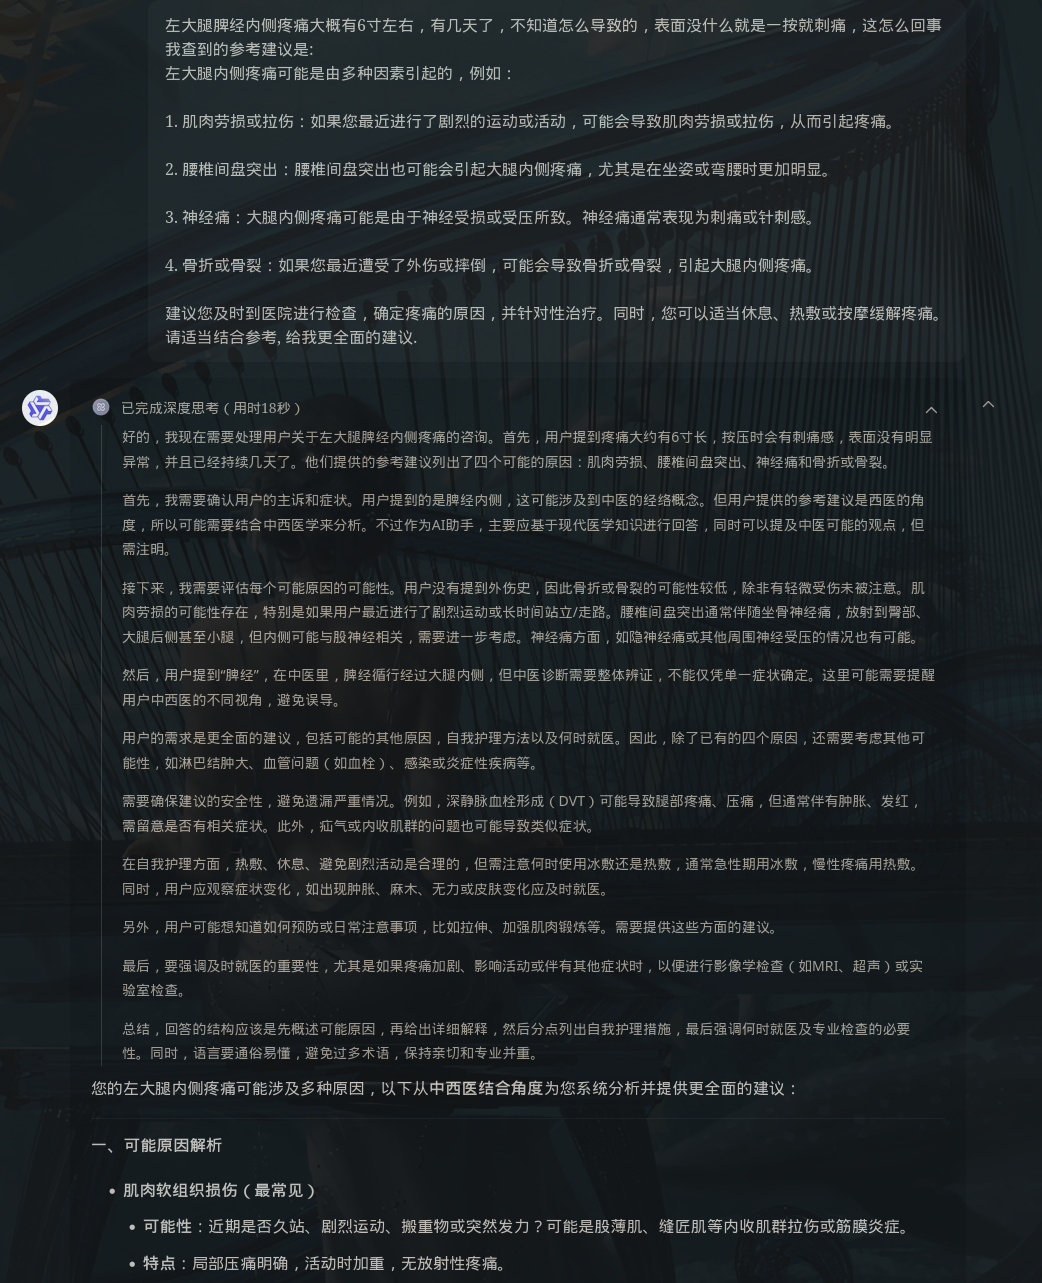 左大腿脾经内侧疼痛大概有6寸左右，有几天了，不知道怎么导致的，表面没什么就是一按就刺痛，这怎么回事
我查到的参考建议是:
左大腿内侧疼痛可能是由多种因素引起的，例如：
1. 肌肉劳损或拉伤：如果您最近进行了剧烈的运动或活动，可能会导致肌肉劳损或拉伤，从而引起疼痛。
2. 腰椎间盘突出：腰椎间盘突出也可能会引起大腿内侧疼痛，尤其是在坐姿或弯腰时更加明显。
3. 神经痛：大腿内侧疼痛可能是由于神经受损或受压所致。神经痛通常表现为刺痛或针刺感。
4. 骨折或骨裂：如果您最近遭受了外伤或摔倒，可能会导致骨折或骨裂，引起大腿内侧疼痛。
建议您及时到医院进行检查，确定疼痛的原因，并针对性治疗。同时，您可以适当休息、热敷或按摩缓解疼痛。
请适当结合参考, 给我更全面的建议.
已完成深度思考（用时18秒）
好的，我现在需要处理用户关于左大腿脾经内侧疼痛的咨询。首先，用户提到疼痛大约有6寸长，按压时会有刺痛感，表面没有明显
异常，并且已经持续几天了。他们提供的参考建议列出了四个可能的原因：肌肉劳损、腰椎间盘突出、神经痛和骨折或骨裂。
首先，我需要确认用户的主诉和症状。用户提到的是脾经内侧，这可能涉及到中医的经络概念。但用户提供的参考建议是西医的角
度，所以可能需要结合中西医学来分析。不过作为AI助手，主要应基于现代医学知识进行回答，同时可以提及中医可能的观点，但
需注明。
接下来，我需要评估每个可能原因的可能性。用户没有提到外伤史，因此骨折或骨裂的可能性较低，除非有轻微受伤未被注意。肌
肉劳损的可能性存在，特别是如果用户最近进行了剧烈运动或长时间站立/走路。腰椎间盘突出通常伴随坐骨神经痛，放射到臀部、
大腿后侧甚至小腿，但内侧可能与股神经相关，需要进一步考虑。神经痛方面，如隐神经痛或其他周围神经受压的情况也有可能。
然后，用户提到“脾经”，在中医里，脾经循行经过大腿内侧，但中医诊断需要整体辨证，不能仅凭单一症状确定。这里可能需要提醒
用户中西医的不同视角，避免误导。
用户的需求是更全面的建议，包括可能的其他原因，自我护理方法以及何时就医。因此，除了已有的四个原因，还需要考虑其他可
能性，如淋巴结肿大、血管问题（如血栓）、感染或炎症性疾病等。
需要确保建议的安全性，避免遗漏严重情况。例如，深静脉血栓形成（DVT）可能导致腿部疼痛、压痛，但通常伴有肿胀、发红，
需留意是否有相关症状。此外，疝气或内收肌群的问题也可能导致类似症状。
在自我护理方面，热敷、休息、避免剧烈活动是合理的，但需注意何时使用冰敷还是热敷，通常急性期用冰敷，慢性疼痛用热敷。
同时，用户应观察症状变化，如出现肿胀、麻木、无力或皮肤变化应及时就医。
另外，用户可能想知道如何预防或日常注意事项，比如拉伸、加强肌肉锻炼等。需要提供这些方面的建议。
最后，要强调及时就医的重要性，尤其是如果疼痛加剧、影响活动或伴有其他症状时，以便进行影像学检查（如MRI、超声）或实
验室检查。
总结，回答的结构应该是先概述可能原因，再给出详细解释，然后分点列出自我护理措施，最后强调何时就医及专业检查的必要
性。同时，语言要通俗易懂，避免过多术语，保持亲切和专业并重。
您的左大腿内侧疼痛可能涉及多种原因，以下从中西医结合角度为您系统分析并提供更全面的建议：
一、可能原因解析
• 肌肉软组织损伤（最常见）
• 可能性：近期是否久站、剧烈运动、搬重物或突然发力？可能是股薄肌、缝匠肌等内收肌群拉伤或筋膜炎症。
• 特点：局部压痛明确，活动时加重，无放射性疼痛。